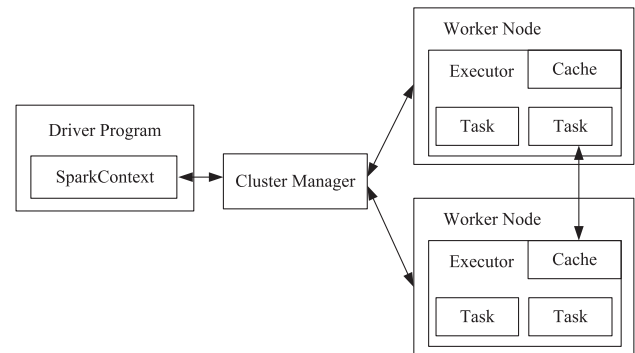 Driver Program
SparkContext
Cluster Manager
Worker Node
Executor
Cache
Task
Task
Worker Node
Executor
Cache
Task
Task